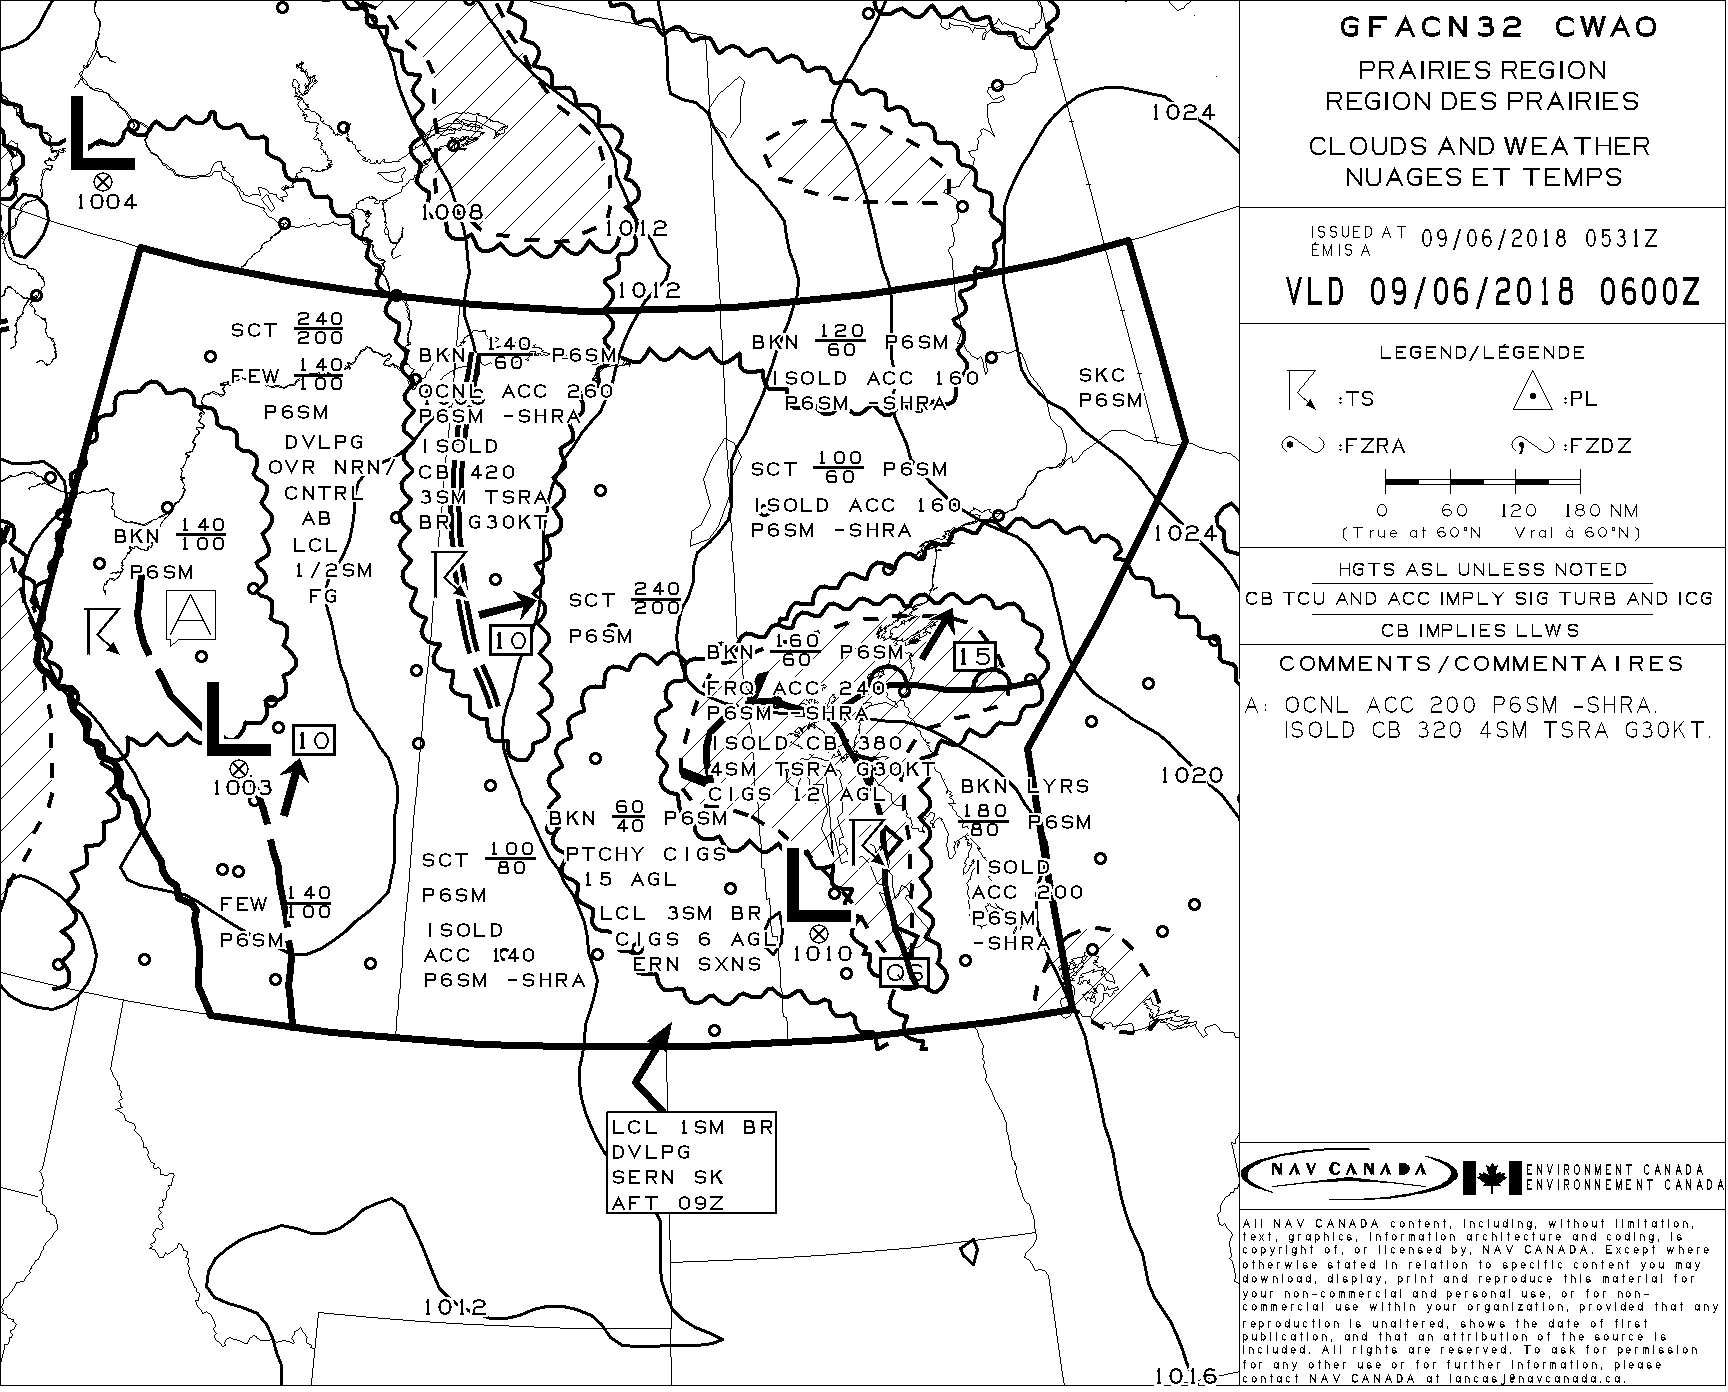 GFACN32 CWAO
PRAIRIES REGION
REGION DES PRAIRIES
CLOUDS AND WEATHER
NUAGES ET TEMPS
ISSUED AT
ÉMIS A
09/06/2018 0531Z
VLD 09/06/2018 0600Z
LEGEND/LÉGENDE
:TS
:PL
:FZRA
:FZDZ
0 60 120 180 NM
(True at 60°N Vrai à 60°N)
HGTS ASL UNLESS NOTED
CB TCU AND ACC IMPLY SIG TURB AND ICG
CB IMPLIES LLWS
COMMENTS/COMMENTAIRES
A: OCNL ACC 200 P6SM -SHRA.
ISOLD CB 320 4SM TSRA G30KT.
NAV CANADA
ENVIRONMENT CANADA
ENVIRONNEMENT CANADA
All NAV CANADA content, including, without limitation,
text, graphics, information architecture and coding, is
copyright of, or licensed by, NAV CANADA. Except where
otherwise stated in relation to specific content you may
download, display, print and reproduce this material for
your non-commercial and personal use, or for non-
commercial use within your organization, provided that any
reproduction is unaltered, shows the date of first
publication, and that an attribution of the source is
included. All rights are reserved. To ask for permission
for any other use or for further information, please
contact NAV CANADA at lancasj@navcanada.ca.
L
1004
1008
1012
1012
1024
SCT 240/200
FEW 140/100
P6SM
DVLPG
OVR NRN/
CNTRL
AB
LCL
1/2SM
FG
BKN 140/60 P6SM
OCNL ACC 260
P6SM -SHRA
ISOLD
CB 420
3SM TSRA
BR G30KT
10
BKN 120/60 P6SM
ISOLD ACC 160
P6SM -SHRA
SKC
P6SM
SCT 100/60 P6SM
ISOLD ACC 160
P6SM -SHRA
1024
BKN 140/100
P6SM
A
L
1003
10
SCT 240/200
P6SM
BKN 160/60 P6SM
FRQ ACC 240
P6SM -SHRA
ISOLD CB 380
4SM TSRA G30KT
CIGS 12 AGL
15
1020
BKN LYRS
180/80 P6SM
ISOLD
ACC 200
P6SM
-SHRA
BKN 60/40 P6SM
PTCHY CIGS
15 AGL
LCL 3SM BR
CIGS 6 AGL
ERN SXNS
L
1010
QS
FEW 140/100
P6SM
SCT 100/80
P6SM
ISOLD
ACC 140
P6SM -SHRA
LCL 1SM BR
DVLPG
SERN SK
AFT 09Z
1012
1016